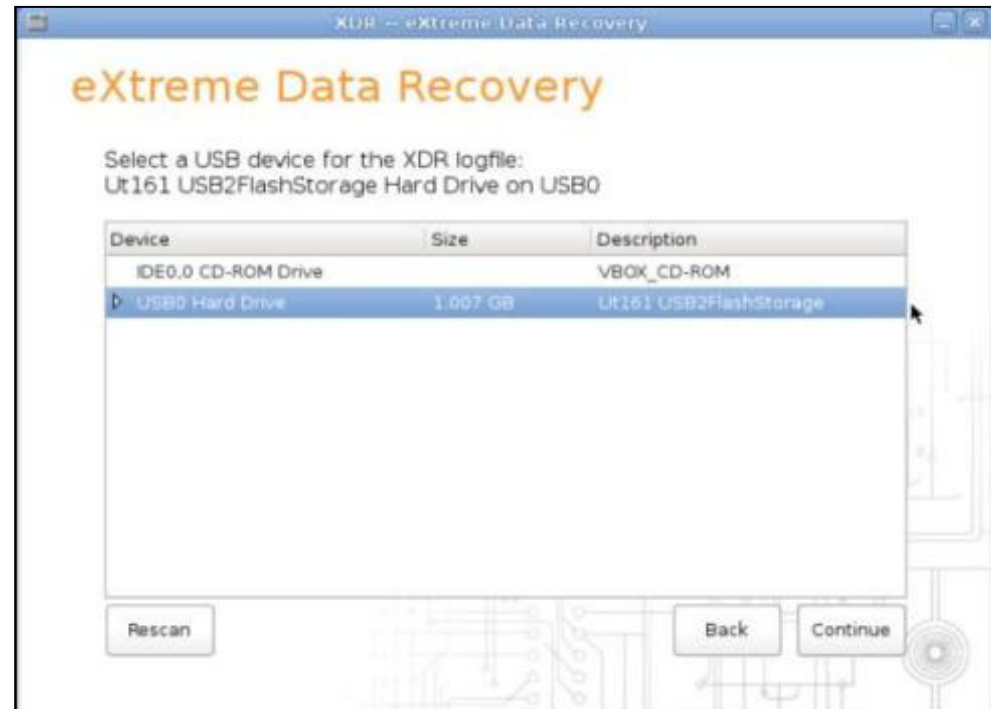 XDR -- eXtreme Data Recovery
eXtreme Data Recovery
Select a USB device for the XDR logfile:
Ut161 USB2FlashStorage Hard Drive on USB0
Device Size Description
IDE0.0 CD-ROM Drive VBOX_CD-ROM
USB0 Hard Drive 1.007 GB Ut161 USB2FlashStorage
Rescan Back Continue